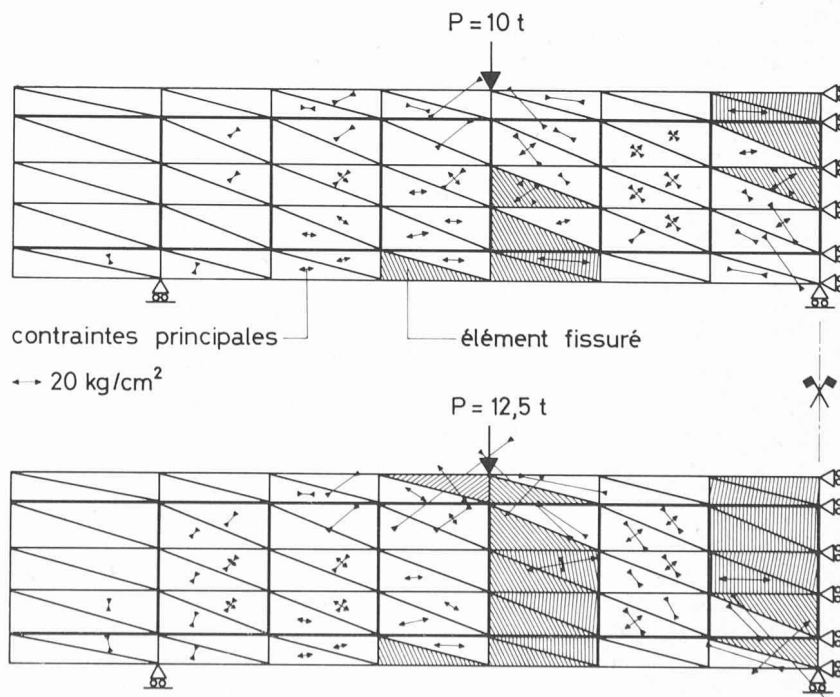 P = 10 t
contraintes principales
élément fissuré
20 kg/cm²
P = 12,5 t